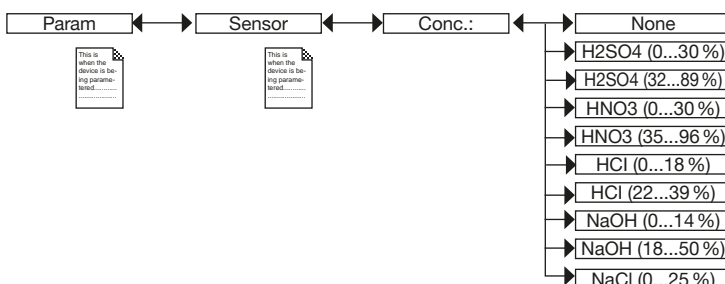 Param
Sensor
Conc.:
None
This is
when the
device is be-
ing parame-
tered............
....................
This is
when the
device is be-
ing parame-
tered............
....................
H2SO4 (0...30 %)
H2SO4 (32...89 %)
HNO3 (0...30 %)
HNO3 (35...96 %)
HCl (0...18 %)
HCl (22...39 %)
NaOH (0...14 %)
NaOH (18...50 %)
NaCl (0...25 %)